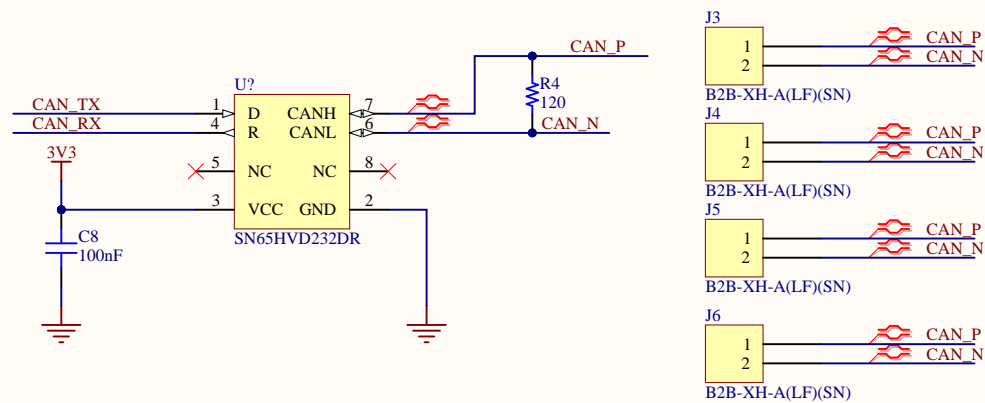 CAN_P
U?
R4
120
CAN_TX
1
D
CANH
7
CAN_RX
4
R
CANL
6
CAN_N
3V3
5
NC
NC
8
3
VCC
GND
2
C8
100nF
SN65HVD232DR
J3
1
CAN_P
2
CAN_N
B2B-XH-A(LF)(SN)
J4
1
CAN_P
2
CAN_N
B2B-XH-A(LF)(SN)
J5
1
CAN_P
2
CAN_N
B2B-XH-A(LF)(SN)
J6
1
CAN_P
2
CAN_N
B2B-XH-A(LF)(SN)